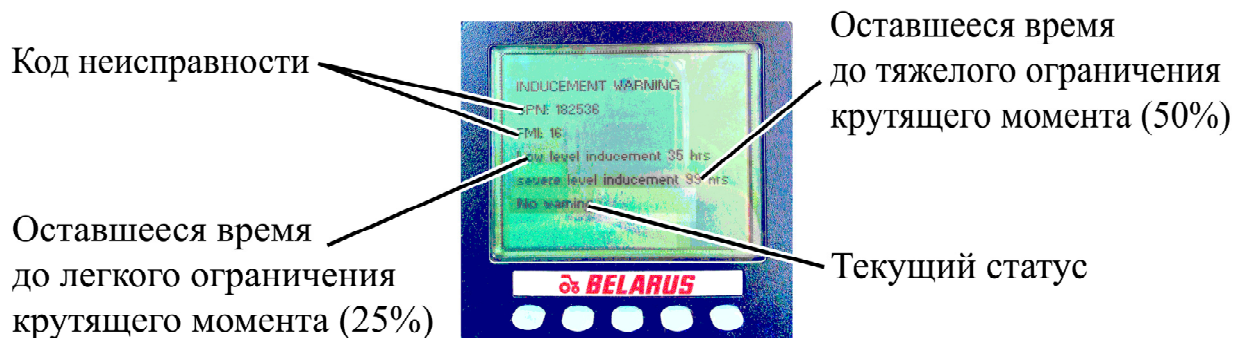 Код неисправности
Оставшееся время
до тяжелого ограничения
крутящего момента (50%)
INDUCEMENT WARNING
SPN: 182536
FMI: 16
Low level inducement 35 hrs
severe level inducement 99 hrs
No warning
Оставшееся время
до легкого ограничения
крутящего момента (25%)
Текущий статус
BELARUS